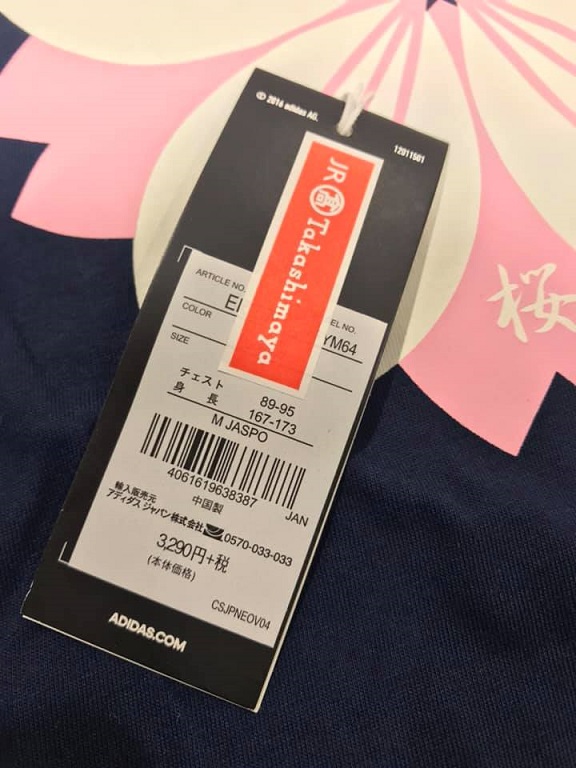 © 2016 adidas AG.
12011501
JR 髙 Takashimaya
ARTICLE NO.
EL NO.
YM64
COLOR
SIZE
チェスト 89-95
身 長 167-173
M JASPO
4061619638387
中国製 JAN
輸入販売元
アディダス ジャパン株式会社 0570-033-033
3,290円+税
(本体価格)
CSJPNEOV04
ADIDAS.COM
桜